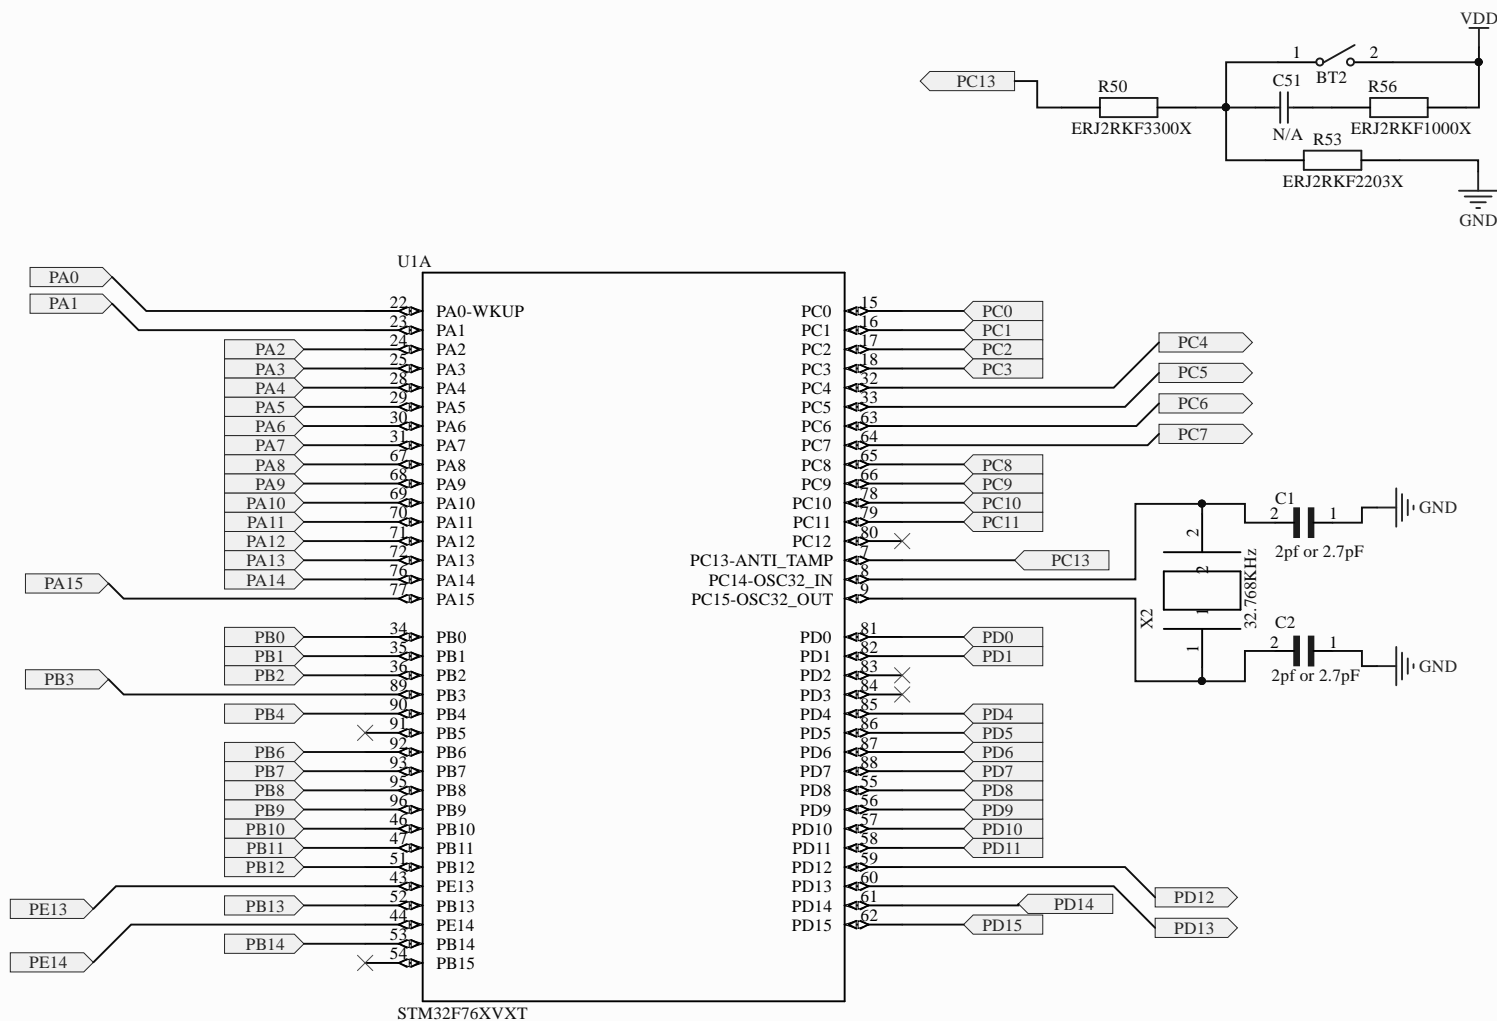 VDD
1 2
BT2
PC13 R50 C51 R56
ERJ2RKF3300X N/A ERJ2RKF1000X
R53
ERJ2RKF2203X
GND
U1A
PA0
PA1
22 PA0-WKUP PC0 15 PC0
23 PA1 PC1 16 PC1
PA2 24 PA2 PC2 17 PC2
PA3 25 PA3 PC3 18 PC3
PA4 28 PA4 PC4 32 PC4
PA5 29 PA5 PC5 33 PC5
PA6 30 PA6 PC6 63 PC6
PA7 31 PA7 PC7 64 PC7
PA8 67 PA8 PC8 65 PC8
PA9 68 PA9 PC9 66 PC9
PA10 69 PA10 PC10 78 PC10
PA11 70 PA11 PC11 79 PC11
PA12 71 PA12 PC12 80
PA13 72 PA13 PC13-ANTI_TAMP 7 PC13
PA14 76 PA14 PC14-OSC32_IN 8
PA15 77 PA15 PC15-OSC32_OUT 9
C1
2 1 GND
2pf or 2.7pF
2
2
X2 32.768KHz
1
1
C2
2 1 GND
2pf or 2.7pF
PB0 34 PB0 PD0 81 PD0
PB1 35 PB1 PD1 82 PD1
PB2 36 PB2 PD2 83
PB3 89 PB3 PD3 84
PB4 90 PB4 PD4 85 PD4
91 PB5 PD5 86 PD5
PB6 92 PB6 PD6 87 PD6
PB7 93 PB7 PD7 88 PD7
PB8 95 PB8 PD8 55 PD8
PB9 96 PB9 PD9 56 PD9
PB10 46 PB10 PD10 57 PD10
PB11 47 PB11 PD11 58 PD11
PB12 51 PB12 PD12 59 PD12
PE13 43 PE13 PD13 60 PD13
PB13 52 PB13 PD14 61 PD14
PE14 44 PE14 PD15 62 PD15
PB14 53 PB14
54 PB15
STM32F76XVXT